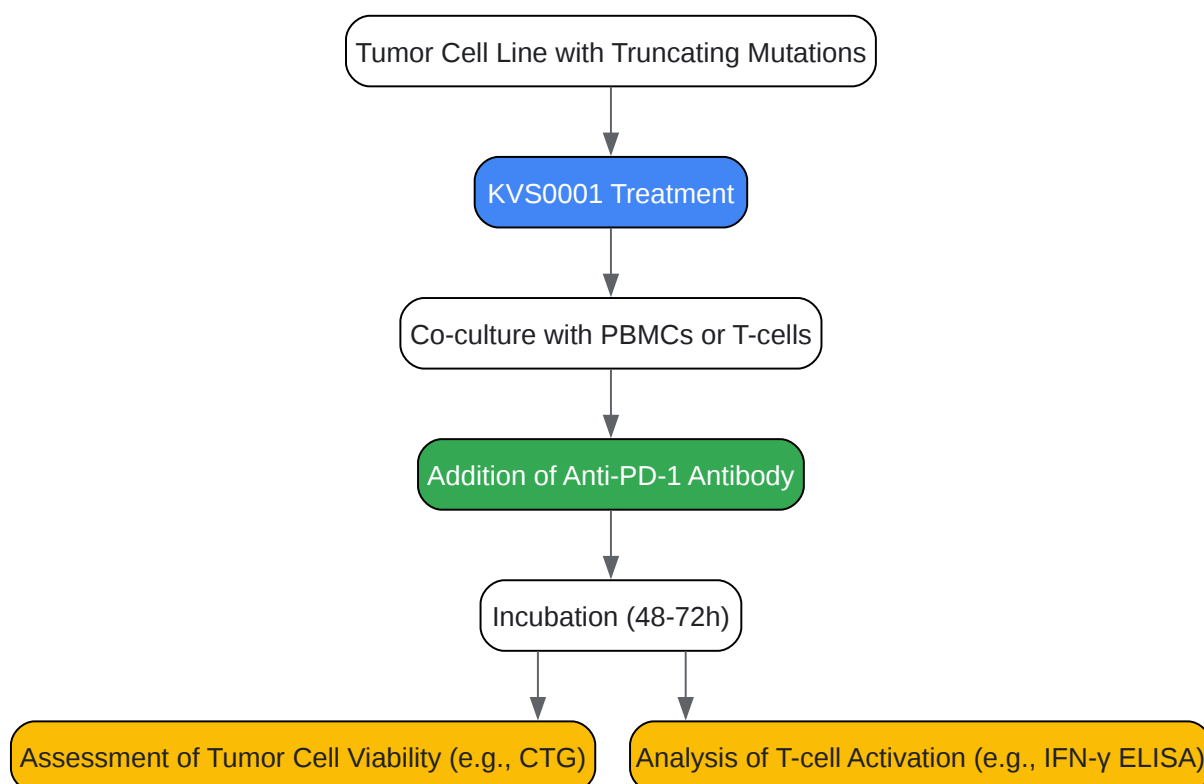 Tumor Cell Line with Truncating Mutations
KVS0001 Treatment
Co-culture with PBMCs or T-cells
Addition of Anti-PD-1 Antibody
Incubation (48-72h)
Assessment of Tumor Cell Viability (e.g., CTG)
Analysis of T-cell Activation (e.g., IFN-γ ELISA)